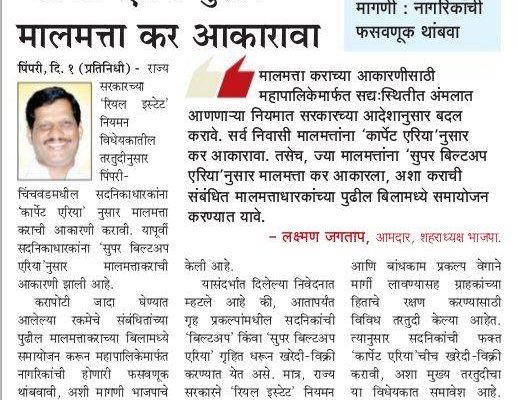 मालमत्ता कर आकारावा
मागणी : नागरिकांची
फसवणूक थांबवा
पिंपरी, दि. १ (प्रतिनिधी) - राज्य
सरकारच्या
'रियल इस्टेट'
नियमन
विधेयकातील
तरतुदीनुसार
पिंपरी-
चिंचवडमधील सदनिकाधारकांना
'कार्पेट एरिया' नुसार मालमत्ता
कराची आकारणी करावी. यापूर्वी
सदनिकाधारकांना 'सुपर बिल्टअप
एरिया'नुसार मालमत्ताकराची
आकारणी झाली आहे.
करापोटी जादा घेण्यात
आलेल्या रकमेचे संबंधितांच्या
पुढील मालमत्ताकराच्या बिलामध्ये
समायोजन करून महापालिकेमार्फत
नागरिकांची होणारी फसवणूक
थांबवावी, अशी मागणी भाजपाचे
मालमत्ता कराच्या आकारणीसाठी
महापालिकेमार्फत सद्यःस्थितीत अंमलात
आणणाऱ्या नियमात सरकारच्या आदेशानुसार बदल
करावे. सर्व निवासी मालमत्तांना 'कार्पेट एरिया'नुसार
कर आकारावा. तसेच, ज्या मालमत्तांना 'सुपर बिल्टअप
एरिया'नुसार मालमत्ता कर आकारला, अशा कराची
संबंधित मालमत्ताधारकांच्या पुढील बिलामध्ये समायोजन
करण्यात यावे.
- लक्ष्मण जगताप, आमदार, शहराध्यक्ष भाजपा.
केली आहे.
यासंदर्भात दिलेल्या निवेदनात
म्हटले आहे की, आतापर्यंत
गृह प्रकल्पांमधील सदनिकांची
'बिल्टअप' किंवा 'सुपर बिल्टअप
एरिया' गृहित धरून खरेदी-विक्री
करण्यात येत असे. मात्र, राज्य
सरकारने 'रियल इस्टेट' नियमन
आणि बांधकाम प्रकल्प वेगाने
मार्गी लावण्यासह ग्राहकांच्या
हिताचे रक्षण करण्यासाठी
विविध तरतुदी केल्या आहेत.
त्यानुसार सदनिकांची फक्त
'कार्पेट एरिया'चीच खरेदी-विक्री
करावी, अशा मुख्य तरतुदीचा
या विधेयकात समावेश आहे.